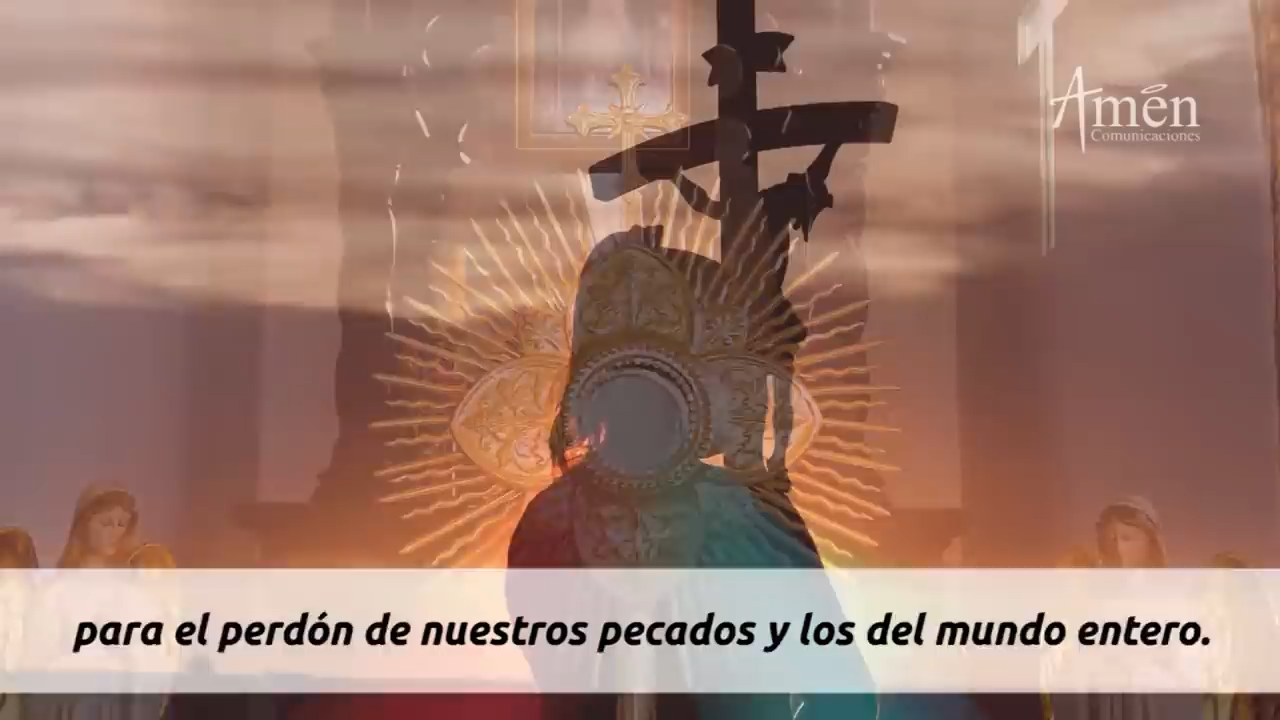 Amén
Comunicaciones
para el perdón de nuestros pecados y los del mundo entero.